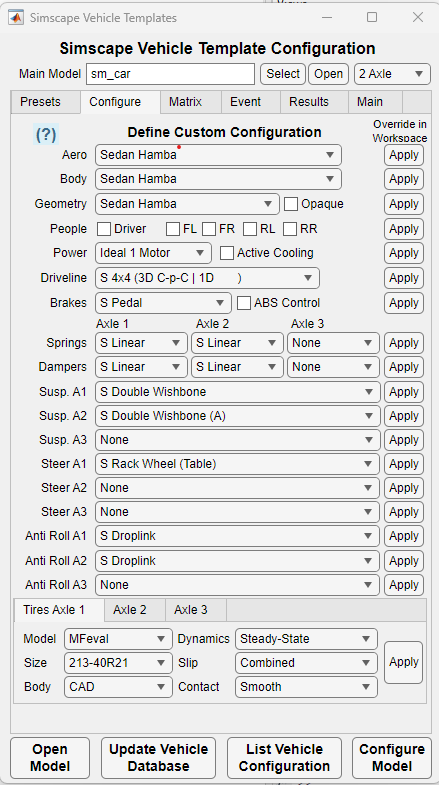 Simscape Vehicle Templates
Simscape Vehicle Template Configuration
Main Model sm_car Select Open 2 Axle
Presets Configure Matrix Event Results Main
(?) Define Custom Configuration Override in
Workspace
Aero Sedan Hamba Apply
Body Sedan Hamba Apply
Geometry Sedan Hamba Opaque Apply
People Driver FL FR RL RR Apply
Power Ideal 1 Motor Active Cooling Apply
Driveline S 4x4 (3D C-p-C | 1D ) Apply
Brakes S Pedal ABS Control Apply
Axle 1 Axle 2 Axle 3
Springs S Linear S Linear None Apply
Dampers S Linear S Linear None Apply
Susp. A1 S Double Wishbone Apply
Susp. A2 S Double Wishbone (A) Apply
Susp. A3 None Apply
Steer A1 S Rack Wheel (Table) Apply
Steer A2 None Apply
Steer A3 None Apply
Anti Roll A1 S Droplink Apply
Anti Roll A2 S Droplink Apply
Anti Roll A3 None Apply
Tires Axle 1 Axle 2 Axle 3
Model MFeval Dynamics Steady-State
Size 213-40R21 Slip Combined Apply
Body CAD Contact Smooth
Open Model Update Vehicle Database List Vehicle Configuration Configure Model